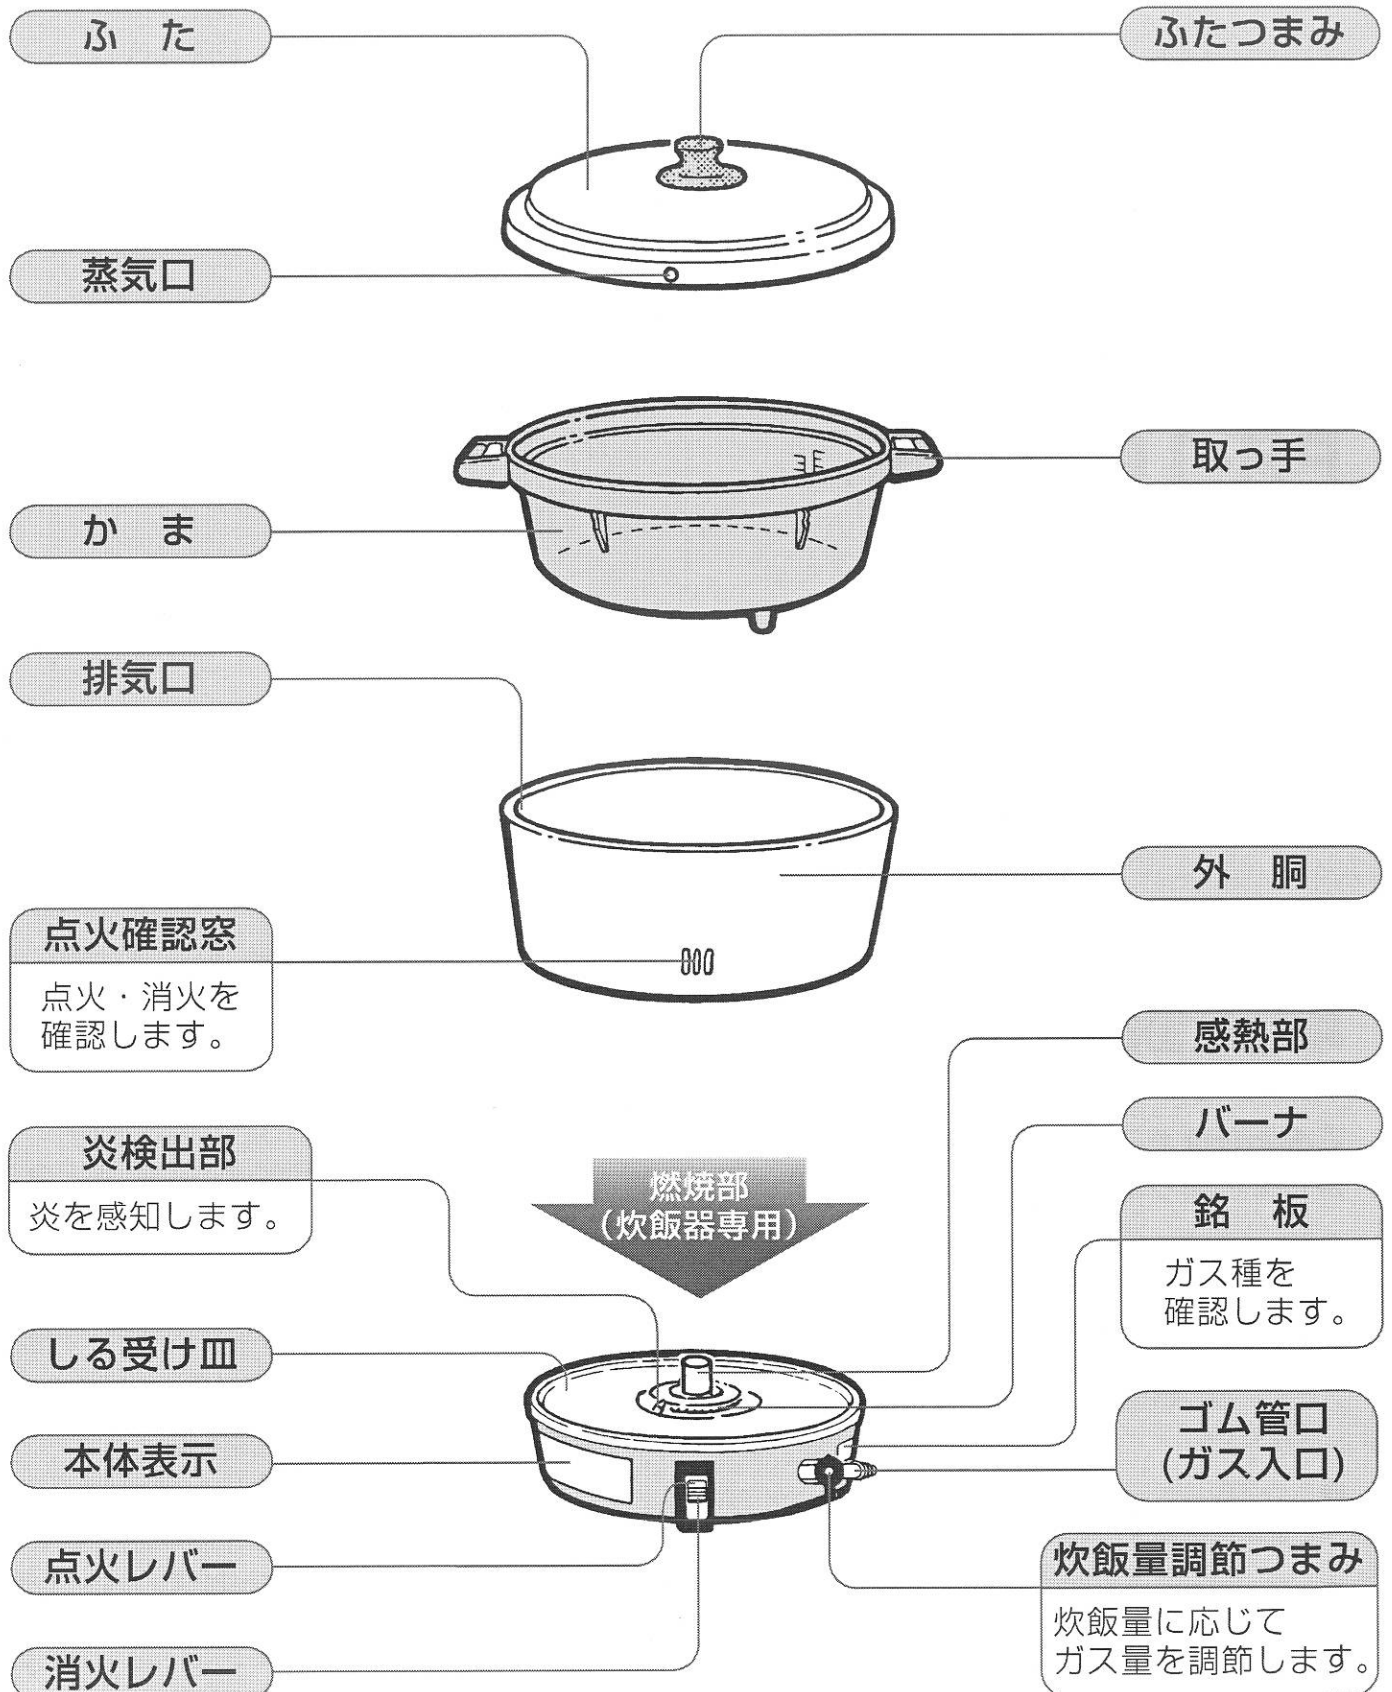 ふ　た
ふたつまみ
蒸気口
取っ手
か　ま
排気口
外　胴
点火確認窓
点火・消火を
確認します。
感熱部
バーナ
炎検出部
炎を感知します。
燃焼部
（炊飯器専用）
銘　板
ガス種を
確認します。
しる受け皿
ゴム管口
(ガス入口)
本体表示
点火レバー
炊飯量調節つまみ
炊飯量に応じて
ガス量を調節します。
消火レバー